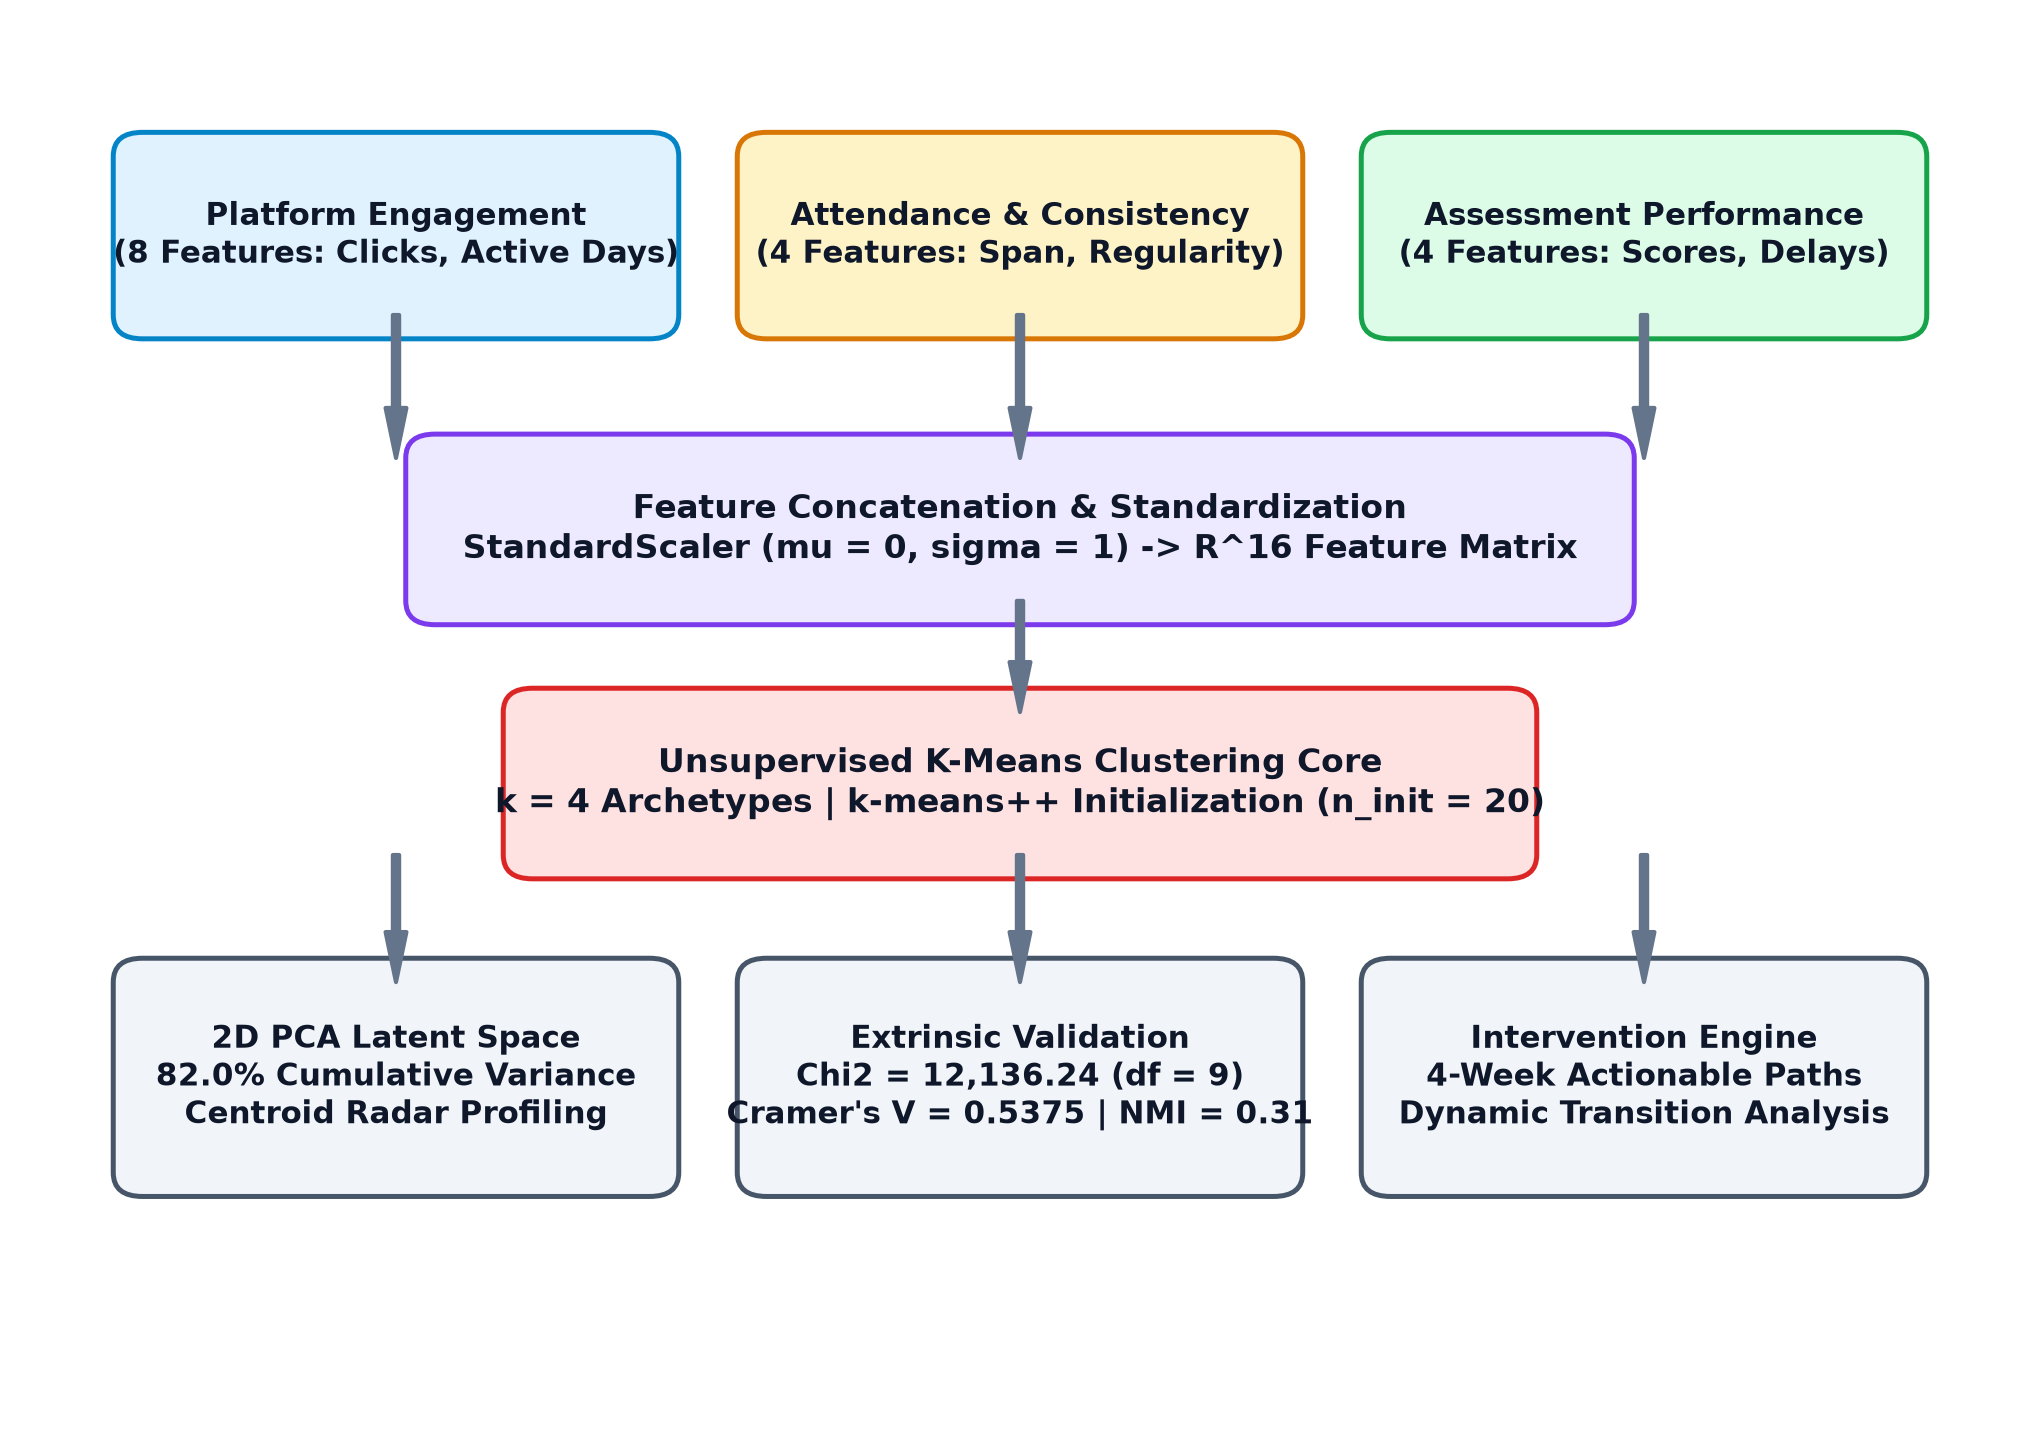 Platform Engagement
(8 Features: Clicks, Active Days)
Attendance & Consistency
(4 Features: Span, Regularity)
Assessment Performance
(4 Features: Scores, Delays)
Feature Concatenation & Standardization
StandardScaler (mu = 0, sigma = 1) -> R^16 Feature Matrix
Unsupervised K-Means Clustering Core
k = 4 Archetypes | k-means++ Initialization (n_init = 20)
2D PCA Latent Space
82.0% Cumulative Variance
Centroid Radar Profiling
Extrinsic Validation
Chi2 = 12,136.24 (df = 9)
Cramer's V = 0.5375 | NMI = 0.31
Intervention Engine
4-Week Actionable Paths
Dynamic Transition Analysis